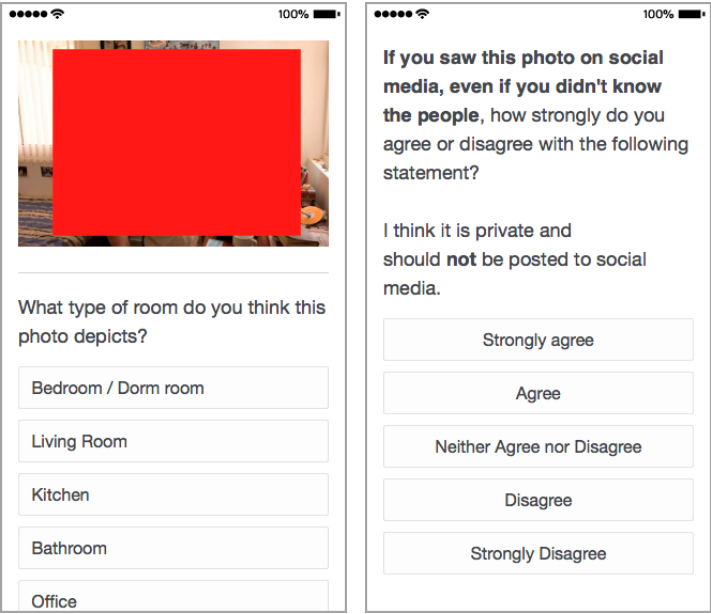 100%
What type of room do you think this
photo depicts?
Bedroom / Dorm room
Living Room
Kitchen
Bathroom
Office
100%
If you saw this photo on social
media, even if you didn't know
the people, how strongly do you
agree or disagree with the following
statement?
I think it is private and
should not be posted to social
media.
Strongly agree
Agree
Neither Agree nor Disagree
Disagree
Strongly Disagree